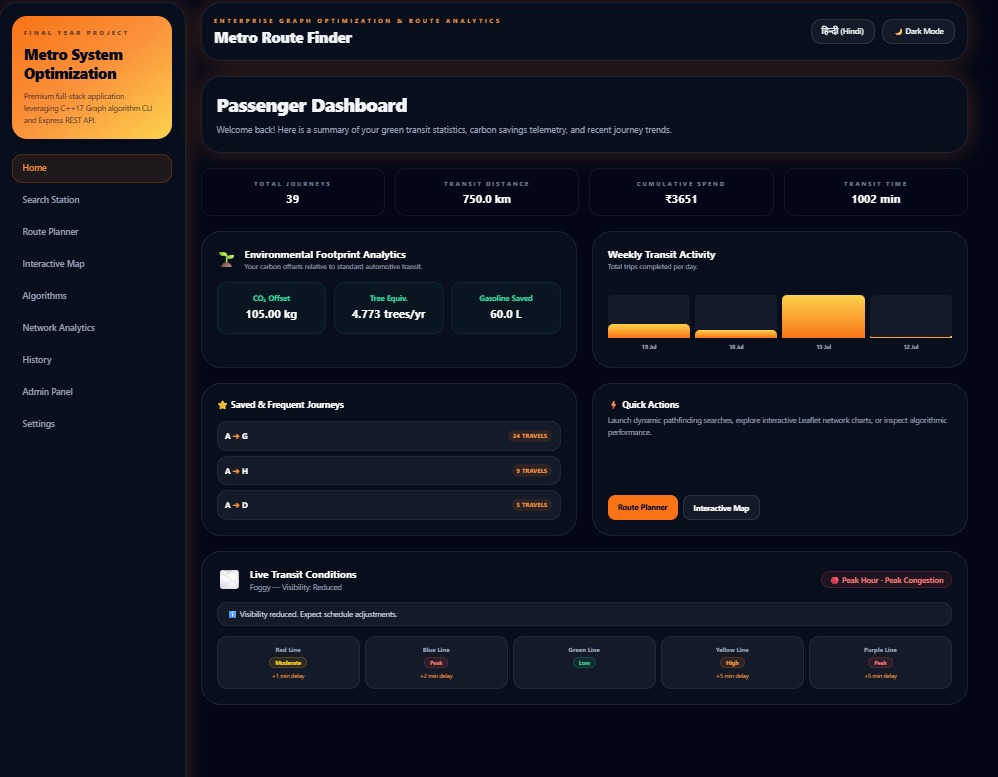 FINAL YEAR PROJECT
Metro System
Optimization
Premium full-stack application
leveraging C++17 Graph algorithm CLI
and Express REST API.
Home
Search Station
Route Planner
Interactive Map
Algorithms
Network Analytics
History
Admin Panel
Settings
ENTERPRISE GRAPH OPTIMIZATION & ROUTE ANALYTICS
Metro Route Finder
हिन्दी (Hindi)
🌙 Dark Mode
Passenger Dashboard
Welcome back! Here is a summary of your green transit statistics, carbon savings telemetry, and recent journey trends.
TOTAL JOURNEYS
39
TRANSIT DISTANCE
750.0 km
CUMULATIVE SPEND
₹3651
TRANSIT TIME
1002 min
Environmental Footprint Analytics
Your carbon offsets relative to standard automotive transit.
CO₂ Offset
105.00 kg
Tree Equiv.
4.773 trees/yr
Gasoline Saved
60.0 L
Weekly Transit Activity
Total trips completed per day.
19 Jul
18 Jul
15 Jul
12 Jul
⭐ Saved & Frequent Journeys
A ➔ G
24 TRAVELS
A ➔ H
9 TRAVELS
A ➔ D
5 TRAVELS
⚡ Quick Actions
Launch dynamic pathfinding searches, explore interactive Leaflet network charts, or inspect algorithmic
performance.
Route Planner
Interactive Map
Live Transit Conditions
Foggy — Visibility: Reduced
🔴 Peak Hour · Peak Congestion
ℹ️ Visibility reduced. Expect schedule adjustments.
Red Line
Moderate
+1 min delay
Blue Line
Peak
+2 min delay
Green Line
Low
Yellow Line
High
+5 min delay
Purple Line
Peak
+5 min delay